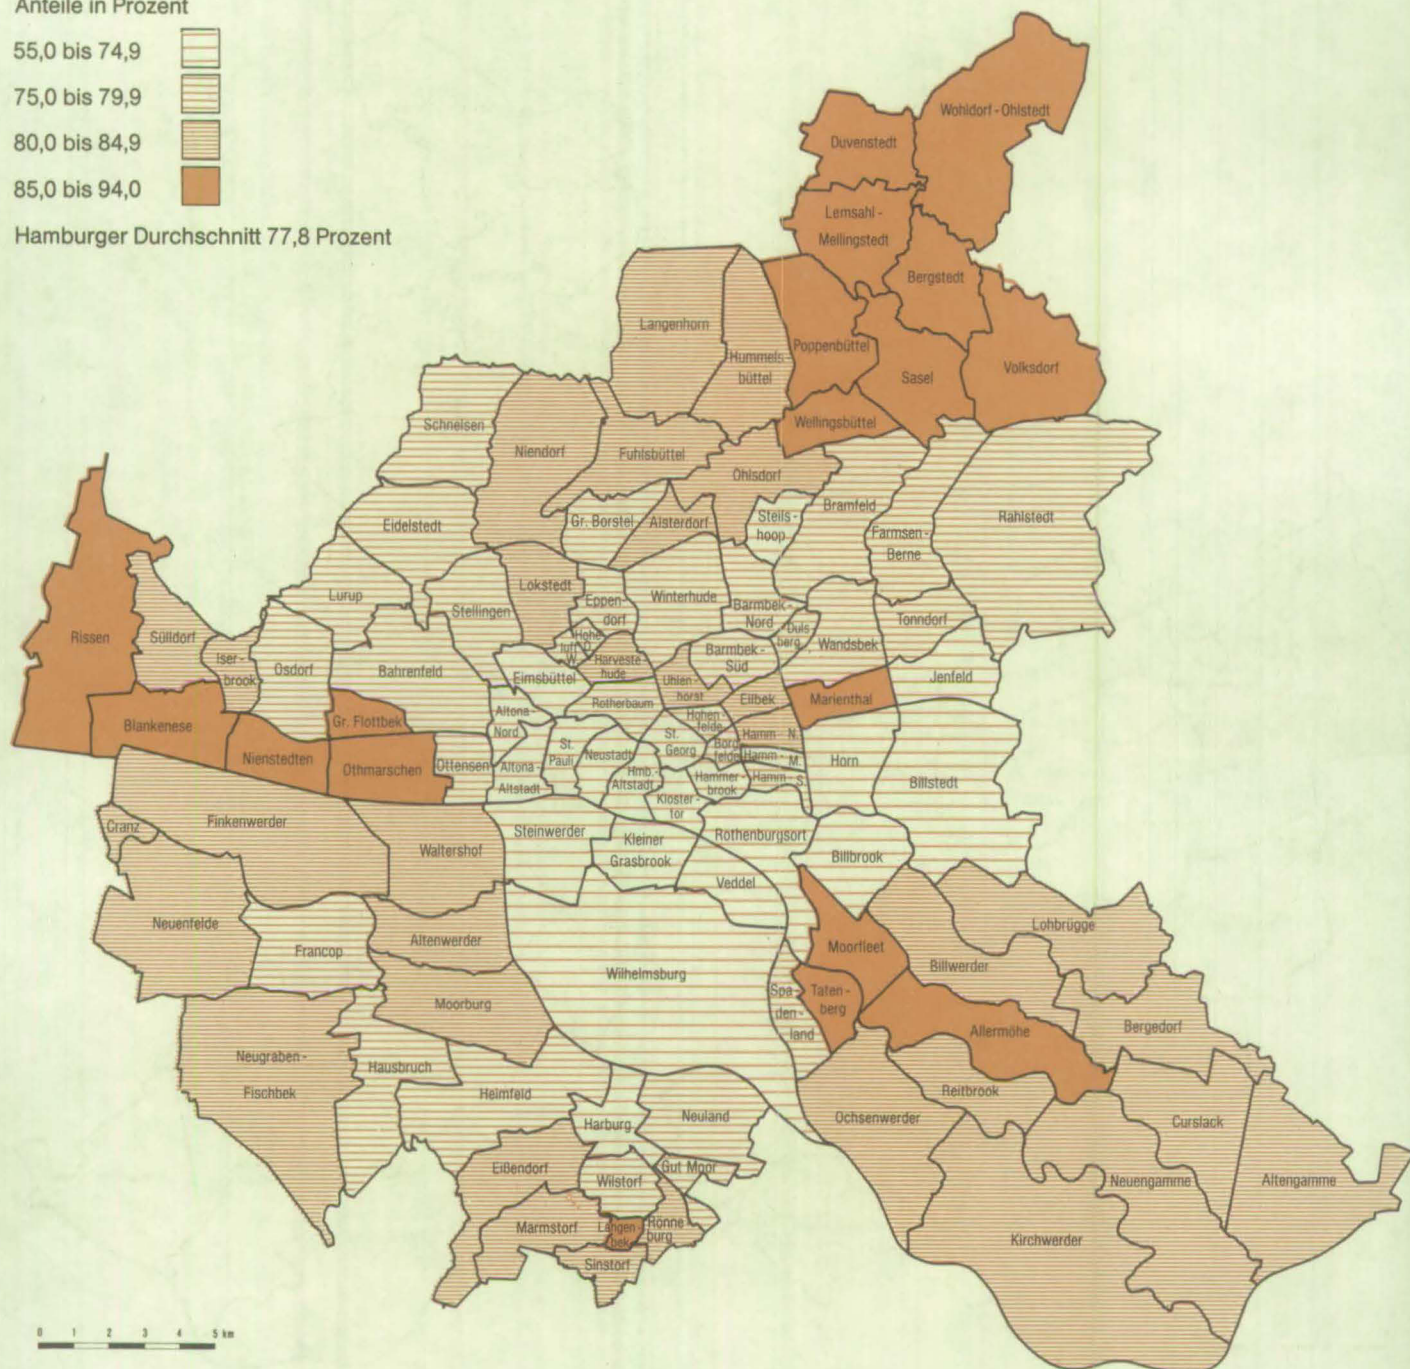 Anteile in Prozent
55,0 bis 74,9
75,0 bis 79,9
80,0 bis 84,9
85,0 bis 94,0
Hamburger Durchschnitt 77,8 Prozent
Wohldorf - Ohlstedt
Duvenstedt
Lemsahl -
Mellingstedt
Bergstedt
Langenhorn
Hummels-
büttel
Poppenbüttel
Sasel
Volksdorf
Wellingsbüttel
Schnelsen
Niendorf
Fuhlsbüttel
Ohlsdorf
Bramfeld
Rahlstedt
Eidelstedt
Gr. Borstel
Alsterdorf
Steils-
hoop
Farmsen-
Berne
Lurup
Stellingen
Lokstedt
Eppen-
dorf
Winterhude
Barmbek-
Nord
Duls-
berg
Wandsbek
Tonndorf
Rissen
Sülldorf
Iser-
brook
Osdorf
Bahrenfeld
Hohe-
luft
O.
W.
Eimsbüttel
Harveste-
hude
Barmbek-
Süd
Uhlen-
horst
Eilbek
Marienthal
Jenfeld
Blankenese
Nienstedten
Gr. Flottbek
Othmarschen
Ottensen
Altona-
Nord
Altona-
Altstadt
St.
Pauli
Rotherbaum
Neustadt
Hmb.-
Altstadt
St.
Georg
Hohen-
felde
Borg-
felde
Hamm - N.
Hamm - M.
Hamm - S.
Hammer-
brook
Kloster-
tor
Horn
Billstedt
Cranz
Finkenwerder
Waltershof
Steinwerder
Kleiner
Grasbrook
Rothenburgsort
Veddel
Billbrook
Neuenfelde
Francop
Altenwerder
Moorburg
Wilhelmsburg
Moorfleet
Spa-
den-
land
Taten-
berg
Billwerder
Lohbrügge
Allermöhe
Bergedorf
Neugraben-
Fischbek
Hausbruch
Heimfeld
Harburg
Neuland
Ochsenwerder
Reitbrook
Curslack
Neuengamme
Altengamme
Kirchwerder
Eißendorf
Wilstorf
Gut Moor
Marmstorf
Langen-
bek
Rönne-
burg
Sinstorf
0 1 2 3 4 5 km